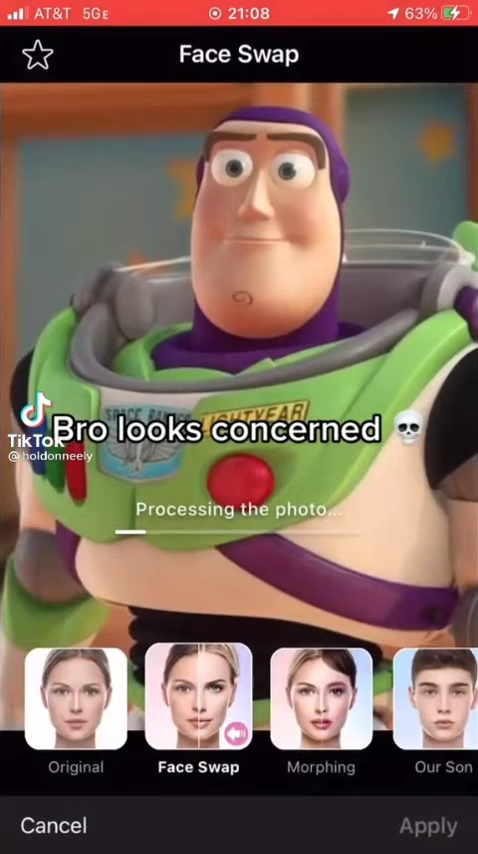 AT&T 5GE 21:08 63%
Face Swap
SPACE RANGER LIGHTYEAR
Bro looks concerned 💀
TikTok
@holdonneely
Processing the photo...
Original Face Swap Morphing Our Son
Cancel Apply